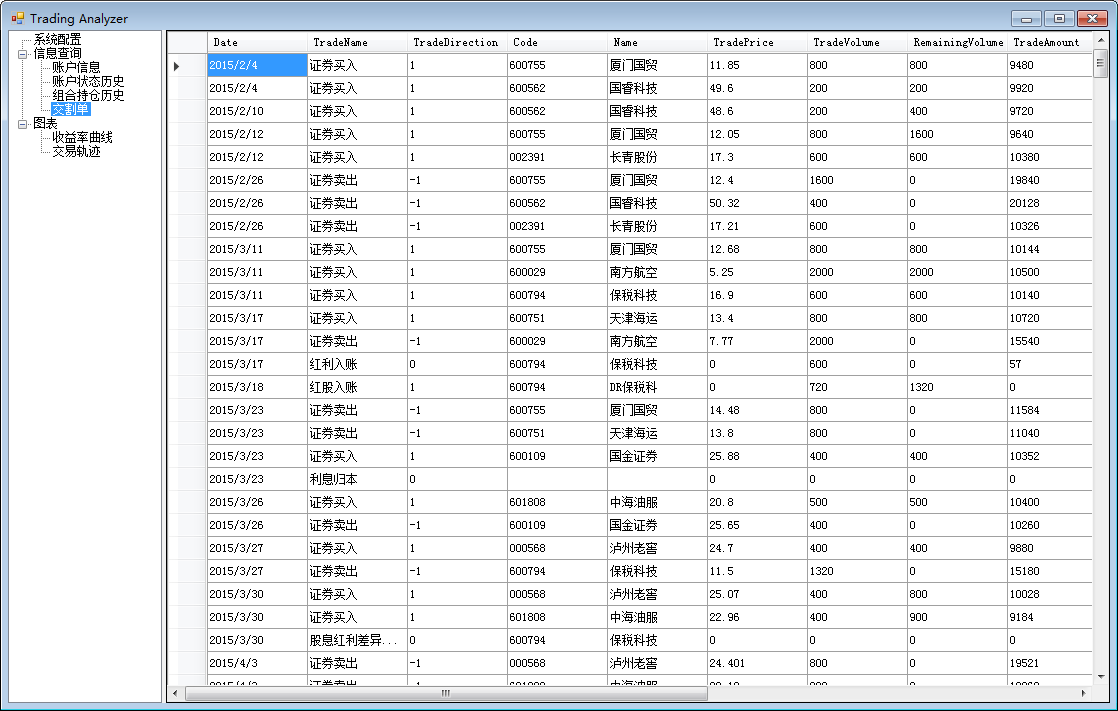 Trading Analyzer
系统配置
信息查询
账户信息
账户状态历史
组合持仓历史
交割单
图表
收益率曲线
交易轨迹
Date TradeName TradeDirection Code Name TradePrice TradeVolume RemainingVolume TradeAmount
2015/2/4 证券买入 1 600755 厦门国贸 11.85 800 800 9480
2015/2/4 证券买入 1 600562 国睿科技 49.6 200 200 9920
2015/2/10 证券买入 1 600562 国睿科技 48.6 200 400 9720
2015/2/12 证券买入 1 600755 厦门国贸 12.05 800 1600 9640
2015/2/12 证券买入 1 002391 长青股份 17.3 600 600 10380
2015/2/26 证券卖出 -1 600755 厦门国贸 12.4 1600 0 19840
2015/2/26 证券卖出 -1 600562 国睿科技 50.32 400 0 20128
2015/2/26 证券卖出 -1 002391 长青股份 17.21 600 0 10326
2015/3/11 证券买入 1 600755 厦门国贸 12.68 800 800 10144
2015/3/11 证券买入 1 600029 南方航空 5.25 2000 2000 10500
2015/3/11 证券买入 1 600794 保税科技 16.9 600 600 10140
2015/3/17 证券买入 1 600751 天津海运 13.4 800 800 10720
2015/3/17 证券卖出 -1 600029 南方航空 7.77 2000 0 15540
2015/3/17 红利入账 0 600794 保税科技 0 600 0 57
2015/3/18 红股入账 1 600794 DR保税科 0 720 1320 0
2015/3/23 证券卖出 -1 600755 厦门国贸 14.48 800 0 11584
2015/3/23 证券卖出 -1 600751 天津海运 13.8 800 0 11040
2015/3/23 证券买入 1 600109 国金证券 25.88 400 400 10352
2015/3/23 利息归本 0 0 0 0 0
2015/3/26 证券买入 1 601808 中海油服 20.8 500 500 10400
2015/3/26 证券卖出 -1 600109 国金证券 25.65 400 0 10260
2015/3/27 证券买入 1 000568 泸州老窖 24.7 400 400 9880
2015/3/27 证券卖出 -1 600794 保税科技 11.5 1320 0 15180
2015/3/30 证券买入 1 000568 泸州老窖 25.07 400 800 10028
2015/3/30 证券买入 1 601808 中海油服 22.96 400 900 9184
2015/3/30 股息红利差异... 0 600794 保税科技 0 0 0 0
2015/4/3 证券卖出 -1 000568 泸州老窖 24.401 800 0 19521